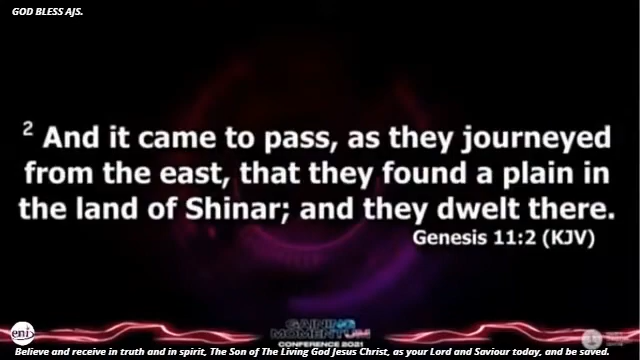 GOD BLESS AJS.
2 And it came to pass, as they journeyed
from the east, that they found a plain in
the land of Shinar; and they dwelt there.
Genesis 11:2 (KJV)
eni
GAINING
MOMENTUM
CONFERENCE 2021
Believe and receive in truth and in spirit, The Son of The Living God Jesus Christ, as your Lord and Saviour today, and be saved.